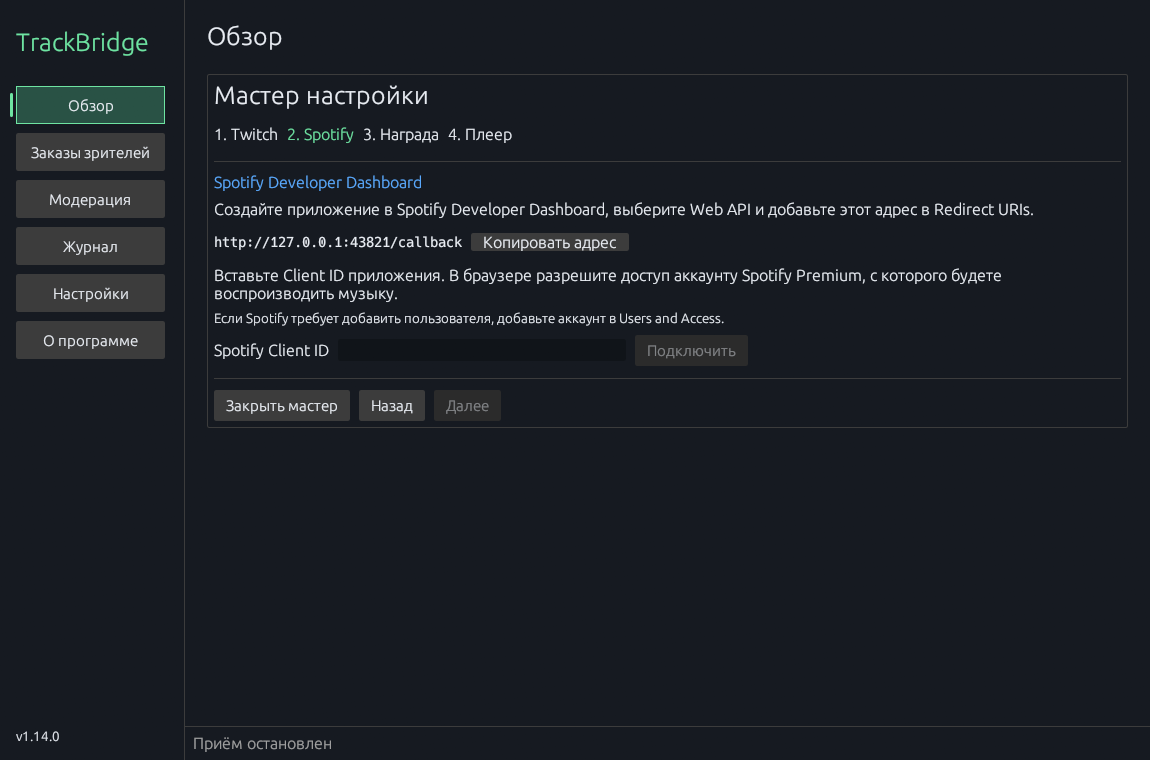 TrackBridge
Обзор
Заказы зрителей
Модерация
Журнал
Настройки
О программе
v1.14.0
Обзор
Мастер настройки
1. Twitch 2. Spotify 3. Награда 4. Плеер
Spotify Developer Dashboard
Создайте приложение в Spotify Developer Dashboard, выберите Web API и добавьте этот адрес в Redirect URIs.
http://127.0.0.1:43821/callback Копировать адрес
Вставьте Client ID приложения. В браузере разрешите доступ аккаунту Spotify Premium, с которого будете
воспроизводить музыку.
Если Spotify требует добавить пользователя, добавьте аккаунт в Users and Access.
Spotify Client ID Подключить
Закрыть мастер Назад Далее
Приём остановлен